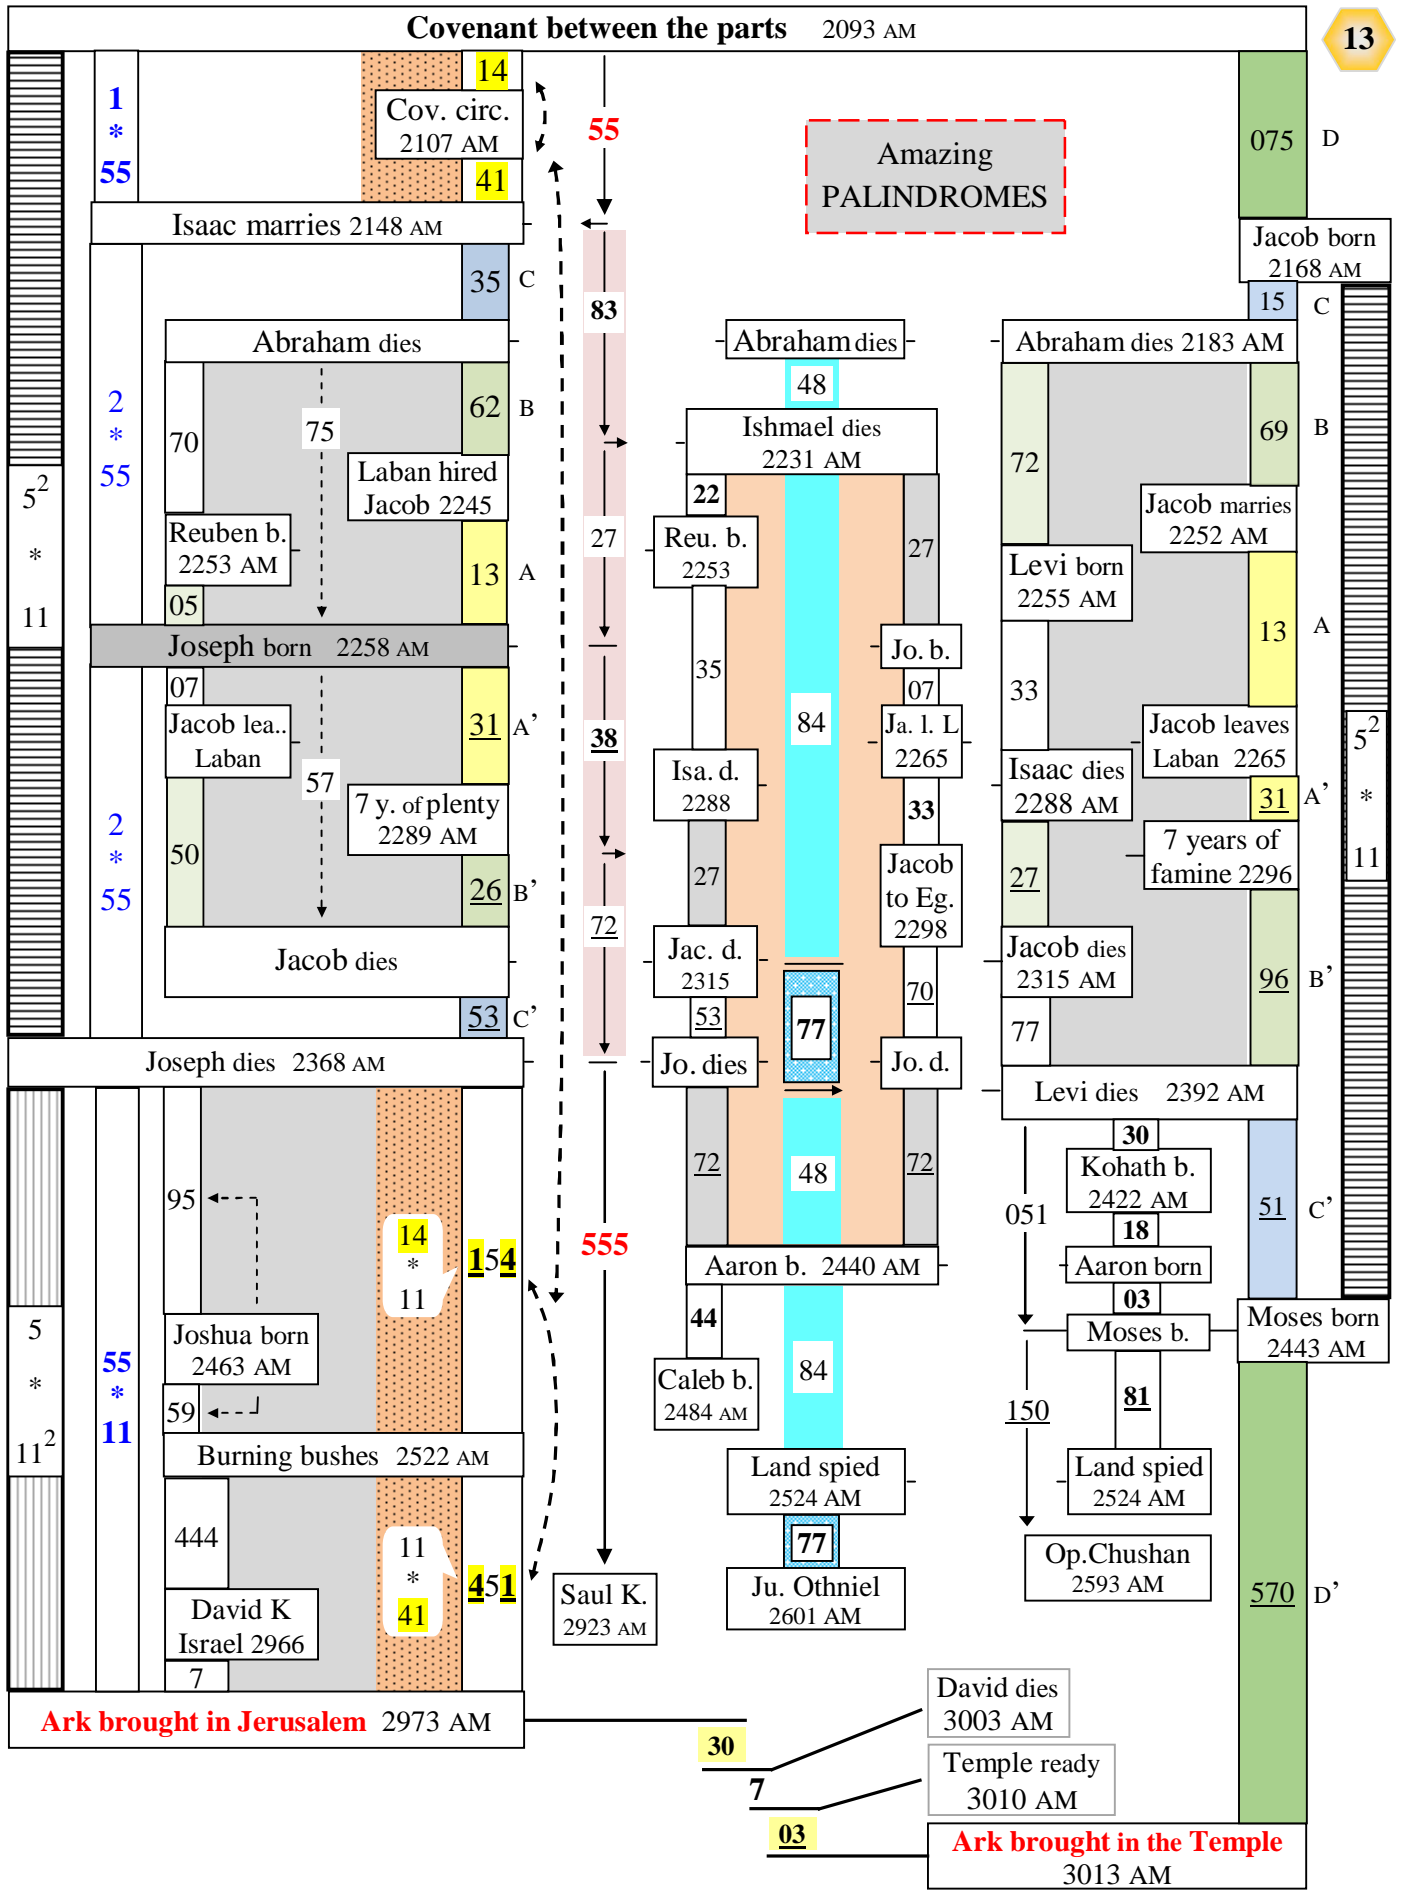 Covenant between the parts 2093 AM
13
1
*
55
14
Cov. circ.
2107 AM
41
55
Amazing
PALINDROMES
075
D
Isaac marries 2148 AM
Jacob born
2168 AM
35
C
83
15
C
Abraham dies
Abraham dies
Abraham dies 2183 AM
2
*
55
70
75
62
B
48
Ishmael dies
2231 AM
72
69
B
Laban hired
Jacob 2245
Jacob marries
2252 AM
5²
*
11
Reuben b.
2253 AM
13
A
27
22
Reu. b.
2253
27
Levi born
2255 AM
13
A
05
Joseph born 2258 AM
Jo. b.
07
31
A'
38
35
84
07
33
Jacob lea..
Laban
Ja. l. L
2265
Jacob leaves
Laban 2265
5²
*
11
57
Isa. d.
2288
Isaac dies
2288 AM
31
A'
2
*
55
7 y. of plenty
2289 AM
33
7 years of
famine 2296
50
26
B'
72
27
Jacob
to Eg.
2298
27
Jacob dies
Jac. d.
2315
Jacob dies
2315 AM
96
B'
53
C'
53
77
70
77
Joseph dies 2368 AM
Jo. dies
Jo. d.
Levi dies 2392 AM
95
72
48
72
30
Kohath b.
2422 AM
051
51
C'
14
*
11
154
555
18
Aaron b. 2440 AM
Aaron born
5
*
11²
55
*
11
Joshua born
2463 AM
44
03
Moses b.
Moses born
2443 AM
Caleb b.
2484 AM
84
59
150
81
Burning bushes 2522 AM
Land spied
2524 AM
Land spied
2524 AM
444
11
*
41
451
77
Op.Chushan
2593 AM
David K
Israel 2966
Saul K.
2923 AM
Ju. Othniel
2601 AM
570
D'
7
Ark brought in Jerusalem 2973 AM
David dies
3003 AM
30
Temple ready
3010 AM
7
03
Ark brought in the Temple
3013 AM